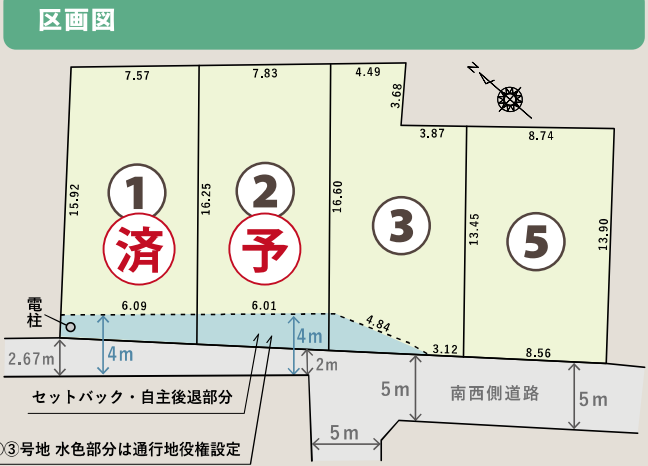 区画図
7.57
7.83
4.49
3.68
N
3.87
8.74
15.92
16.25
16.60
13.45
13.90
1
済
2
予
3
5
電柱
6.09
6.01
4.84
3.12
8.56
2.67m
4m
4m
2m
セットバック・自主後退部分
5m
南西側道路
5m
③号地 水色部分は通行地役権設定
5m